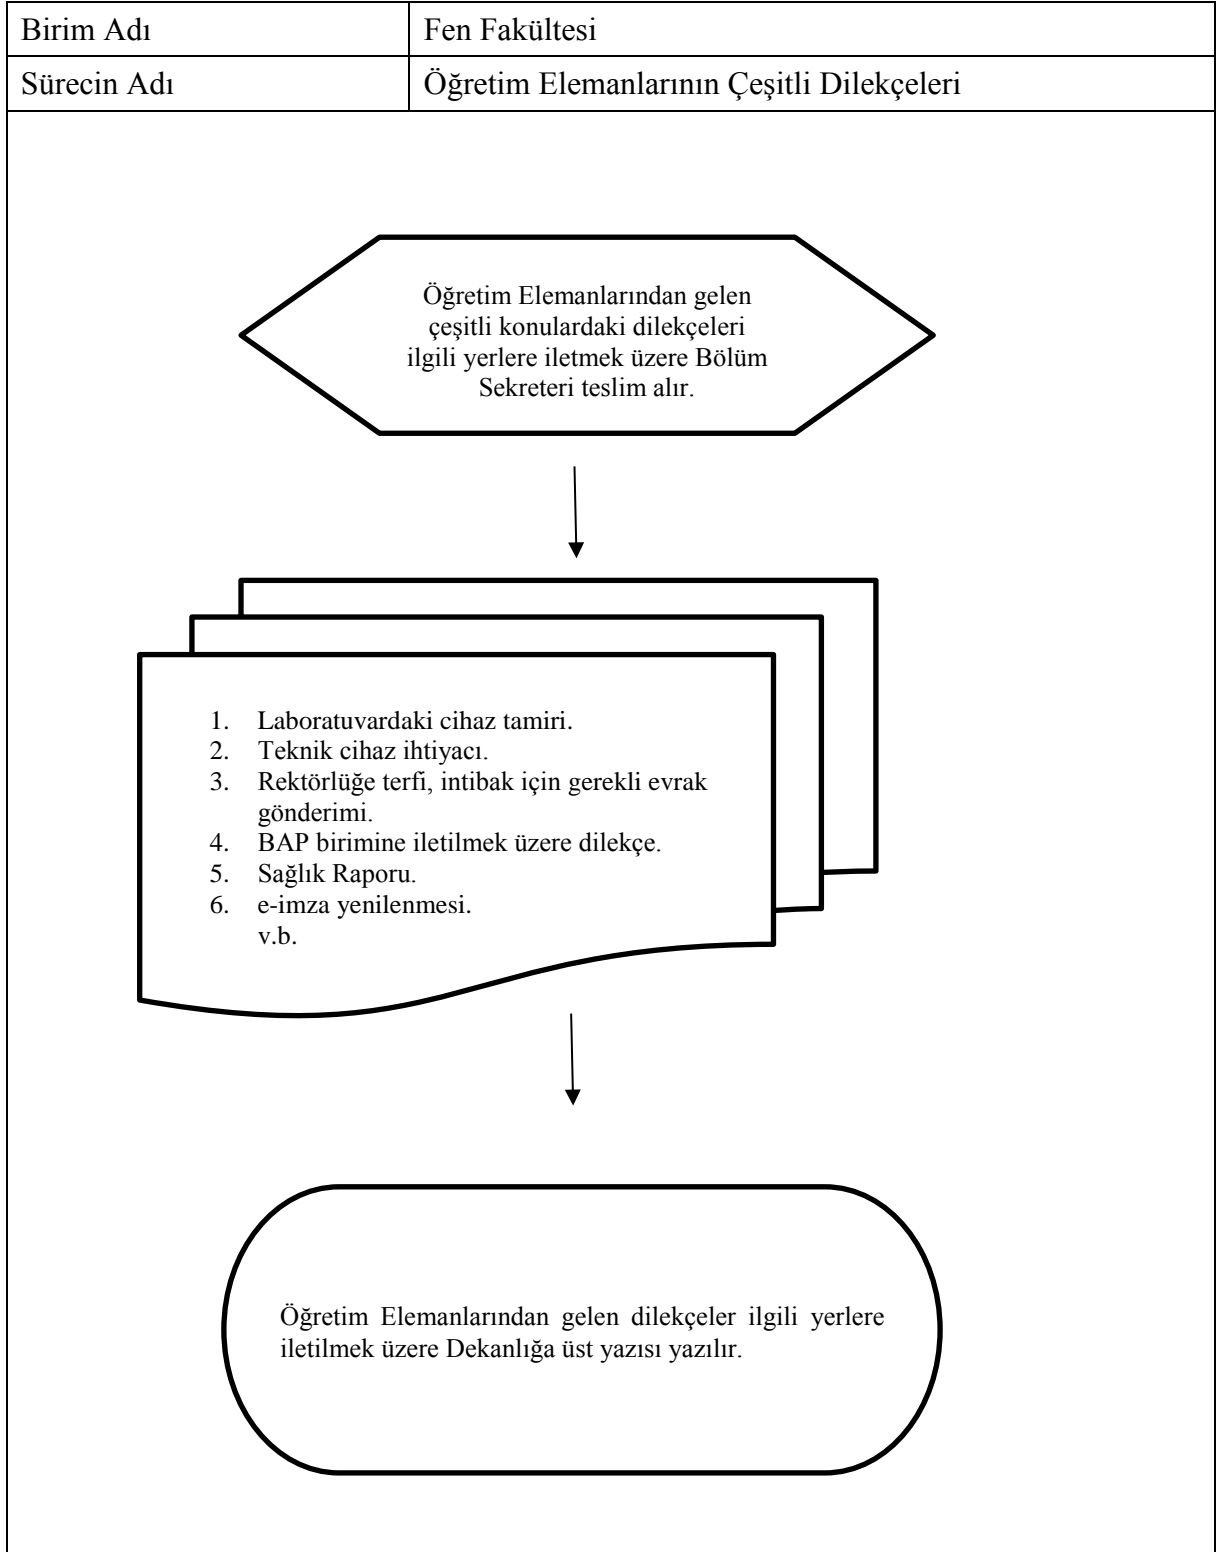 Birim Adı
Fen Fakültesi
Sürecin Adı
Öğretim Elemanlarının Çeşitli Dilekçeleri
Öğretim Elemanlarından gelen
çeşitli konulardaki dilekçeleri
ilgili yerlere iletmek üzere Bölüm
Sekreteri teslim alır.
1. Laboratuvardaki cihaz tamiri.
2. Teknik cihaz ihtiyacı.
3. Rektörlüğe terfi, intibak için gerekli evrak
gönderimi.
4. BAP birimine iletilmek üzere dilekçe.
5. Sağlık Raporu.
6. e-imza yenilenmesi.
v.b.
Öğretim Elemanlarından gelen dilekçeler ilgili yerlere
iletilmek üzere Dekanlığa üst yazısı yazılır.